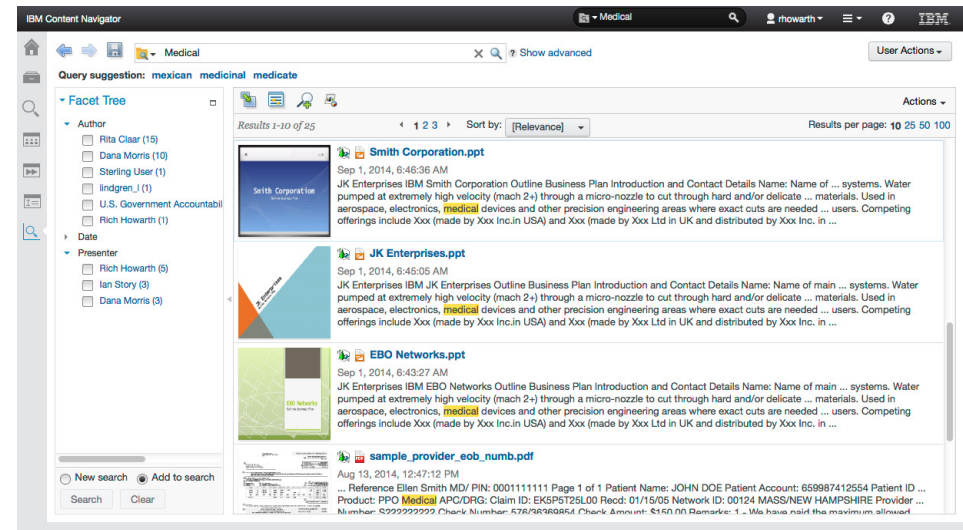 IBM Content Navigator
Medical
rhowarth
?
IBM
Medical
? Show advanced
User Actions
Query suggestion: mexican medicinal medicate
Facet Tree
Author
Rita Claar (15)
Dana Morris (10)
Sterling User (1)
lindgren_l (1)
U.S. Government Accountabil
Rich Howarth (1)
Date
Presenter
Rich Howarth (5)
Ian Story (3)
Dana Morris (3)
New search Add to search
Search Clear
Actions
Results 1-10 of 25 1 2 3 Sort by: [Relevance] Results per page: 10 25 50 100
Smith Corporation
Smith Corporation.ppt
Sep 1, 2014, 6:46:36 AM
JK Enterprises IBM Smith Corporation Outline Business Plan Introduction and Contact Details Name: Name of ... systems. Water
pumped at extremely high velocity (mach 2+) through a micro-nozzle to cut through hard and/or delicate ... materials. Used in
aerospace, electronics, medical devices and other precision engineering areas where exact cuts are needed ... users. Competing
offerings include Xxx (made by Xxx Inc.in USA) and Xxx (made by Xxx Ltd in UK and distributed by Xxx Inc. in ...
JK Enterprises
JK Enterprises.ppt
Sep 1, 2014, 6:45:05 AM
JK Enterprises IBM JK Enterprises Outline Business Plan Introduction and Contact Details Name: Name of main ... systems. Water
pumped at extremely high velocity (mach 2+) through a micro-nozzle to cut through hard and/or delicate ... materials. Used in
aerospace, electronics, medical devices and other precision engineering areas where exact cuts are needed ... users. Competing
offerings include Xxx (made by Xxx Inc.in USA) and Xxx (made by Xxx Ltd in UK and distributed by Xxx Inc. in ...
EBO Networks
EBO Networks.ppt
Sep 1, 2014, 6:43:27 AM
JK Enterprises IBM EBO Networks Outline Business Plan Introduction and Contact Details Name: Name of main ... systems. Water
pumped at extremely high velocity (mach 2+) through a micro-nozzle to cut through hard and/or delicate ... materials. Used in
aerospace, electronics, medical devices and other precision engineering areas where exact cuts are needed ... users. Competing
offerings include Xxx (made by Xxx Inc.in USA) and Xxx (made by Xxx Ltd in UK and distributed by Xxx Inc. in ...
sample_provider_eob_numb.pdf
Aug 13, 2014, 12:47:12 PM
... Reference Ellen Smith MD/ PIN: 0001111111 Page 1 of 1 Patient Name: JOHN DOE Patient Account: 659987412554 Patient ID ...
Product: PPO Medical APC/DRG: Claim ID: EK5P5T25L00 Recd: 01/15/05 Network ID: 00124 MASS/NEW HAMPSHIRE Provider ...
Number: S222222222 Check Number: 576/36369854 Check Amount: $150.00 Remarks: 1 - We have paid the maximum allowed